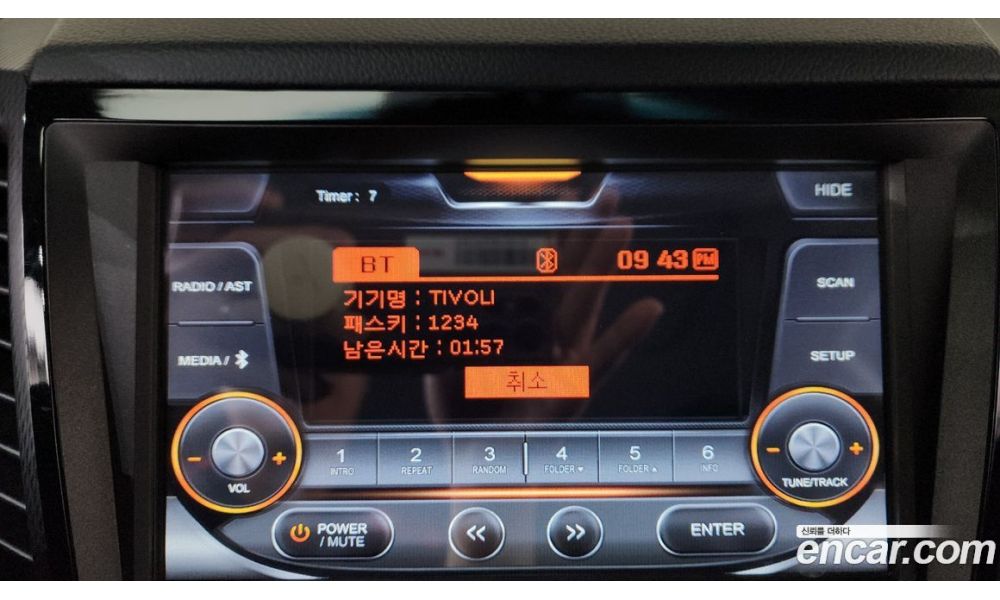 Timer: 7
HIDE
BT 09 43 PM
RADIO / AST
SCAN
기기명 : TIVOLI
패스키 : 1234
남은시간 : 01:57
MEDIA /
SETUP
취소
- +
VOL
1 INTRO
2 REPEAT
3 RANDOM
4 FOLDER ▼
5 FOLDER ▲
6 INFO
- +
TUNE/TRACK
POWER
/ MUTE
<<
>>
ENTER
신뢰를 더하다
encar.com